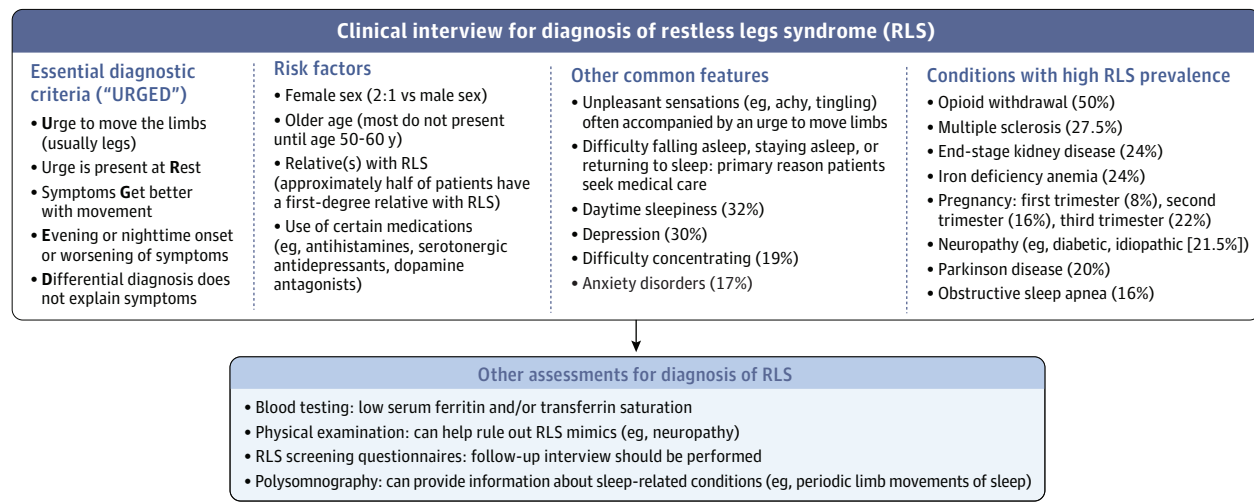 Clinical interview for diagnosis of restless legs syndrome (RLS)
Essential diagnostic
criteria (“URGED”)
• Urge to move the limbs
(usually legs)
• Urge is present at Rest
• Symptoms Get better
with movement
• Evening or nighttime onset
or worsening of symptoms
• Differential diagnosis does
not explain symptoms
Risk factors
• Female sex (2:1 vs male sex)
• Older age (most do not present
until age 50-60 y)
• Relative(s) with RLS
(approximately half of patients have
a first-degree relative with RLS)
• Use of certain medications
(eg, antihistamines, serotonergic
antidepressants, dopamine
antagonists)
Other common features
• Unpleasant sensations (eg, achy, tingling)
often accompanied by an urge to move limbs
• Difficulty falling asleep, staying asleep, or
returning to sleep: primary reason patients
seek medical care
• Daytime sleepiness (32%)
• Depression (30%)
• Difficulty concentrating (19%)
• Anxiety disorders (17%)
Conditions with high RLS prevalence
• Opioid withdrawal (50%)
• Multiple sclerosis (27.5%)
• End-stage kidney disease (24%)
• Iron deficiency anemia (24%)
• Pregnancy: first trimester (8%), second
trimester (16%), third trimester (22%)
• Neuropathy (eg, diabetic, idiopathic [21.5%])
• Parkinson disease (20%)
• Obstructive sleep apnea (16%)
Other assessments for diagnosis of RLS
• Blood testing: low serum ferritin and/or transferrin saturation
• Physical examination: can help rule out RLS mimics (eg, neuropathy)
• RLS screening questionnaires: follow-up interview should be performed
• Polysomnography: can provide information about sleep-related conditions (eg, periodic limb movements of sleep)